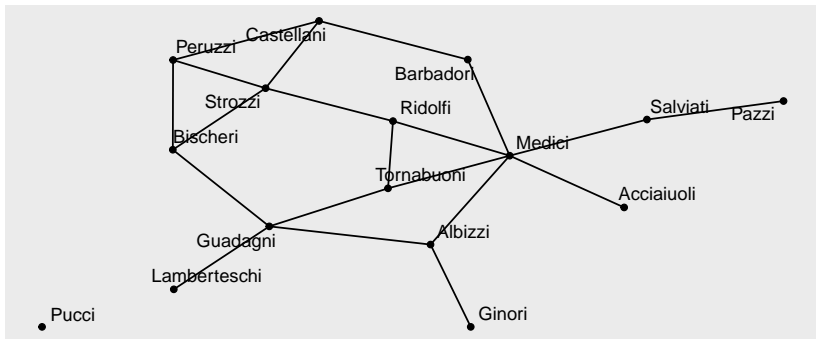 Castellani
Peruzzi
Barbadori
Strozzi
Ridolfi
Salviati
Pazzi
Bischeri
Medici
Tornabuoni
Acciaiuoli
Guadagni
Albizzi
Lamberteschi
Pucci
Ginori